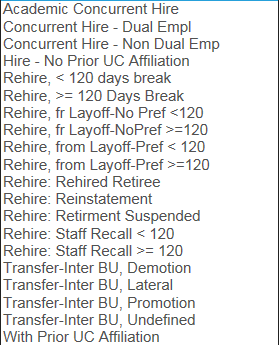 Academic Concurrent Hire
Concurrent Hire - Dual Empl
Concurrent Hire - Non Dual Emp
Hire - No Prior UC Affiliation
Rehire, < 120 days break
Rehire, >= 120 Days Break
Rehire, fr Layoff-No Pref <120
Rehire, fr Layoff-NoPref >=120
Rehire, from Layoff-Pref < 120
Rehire, from Layoff-Pref >=120
Rehire: Rehired Retiree
Rehire: Reinstatement
Rehire: Retirment Suspended
Rehire: Staff Recall < 120
Rehire: Staff Recall >= 120
Transfer-Inter BU, Demotion
Transfer-Inter BU, Lateral
Transfer-Inter BU, Promotion
Transfer-Inter BU, Undefined
With Prior UC Affiliation